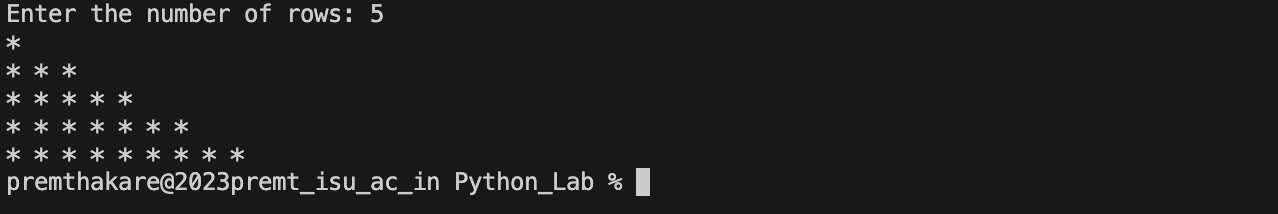 Enter the number of rows: 5
*
* * *
* * * * *
* * * * * * *
* * * * * * * * *
premthakare@2023premt_isu_ac_in Python_Lab %